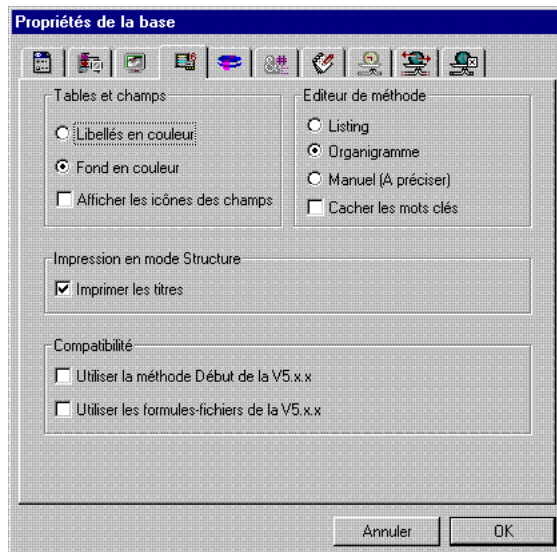 Propriétés de la base
Tables et champs
Libellés en couleur
Fond en couleur
Afficher les icônes des champs
Editeur de méthode
Listing
Organigramme
Manuel (A préciser)
Cacher les mots clés
Impression en mode Structure
Imprimer les titres
Compatibilité
Utiliser la méthode Début de la V5.x.x
Utiliser les formules-fichiers de la V5.x.x
Annuler
OK